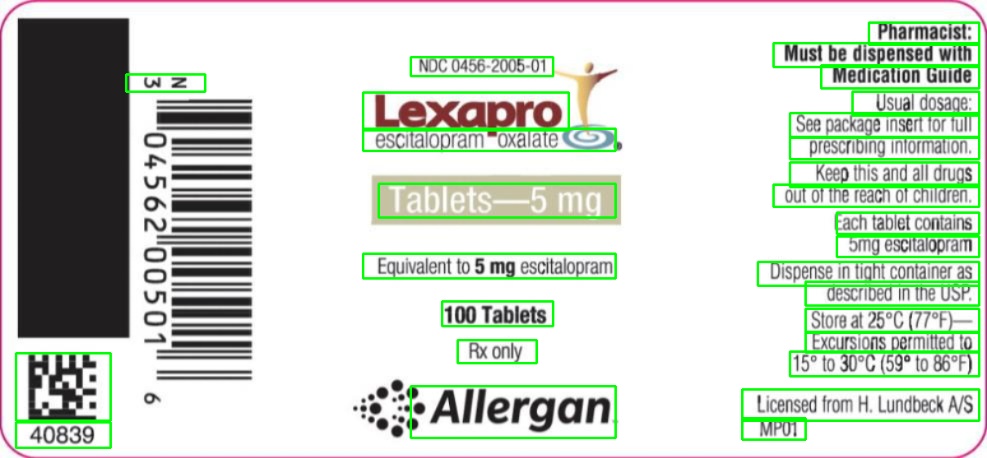 N
3
0456200501
6
40839
NDC 0456-2005-01
Lexapro
escitalopram oxalate
®
Tablets—5 mg
Equivalent to 5 mg escitalopram
100 Tablets
Rx only
Allergan
Pharmacist:
Must be dispensed with
Medication Guide
Usual dosage:
See package insert for full
prescribing information.
Keep this and all drugs
out of the reach of children.
Each tablet contains
5mg escitalopram
Dispense in tight container as
described in the USP.
Store at 25°C (77°F)—
Excursions permitted to
15° to 30°C (59° to 86°F)
Licensed from H. Lundbeck A/S
MP01